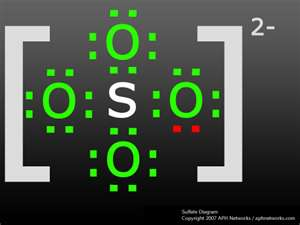 2-
O
O S O
O
Sulfate Diagram
Copyright 2007 APH Networks / aphnetworks.com